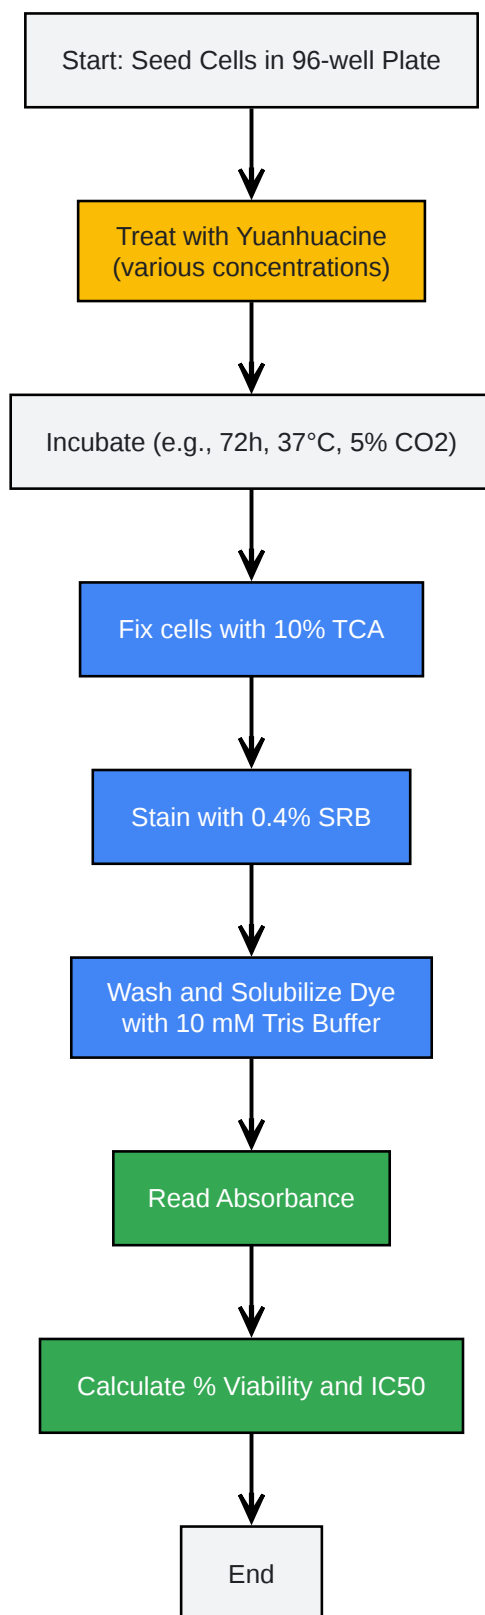 Start: Seed Cells in 96-well Plate
Treat with Yuanhuacine
(various concentrations)
Incubate (e.g., 72h, 37°C, 5% CO2)
Fix cells with 10% TCA
Stain with 0.4% SRB
Wash and Solubilize Dye
with 10 mM Tris Buffer
Read Absorbance
Calculate % Viability and IC50
End